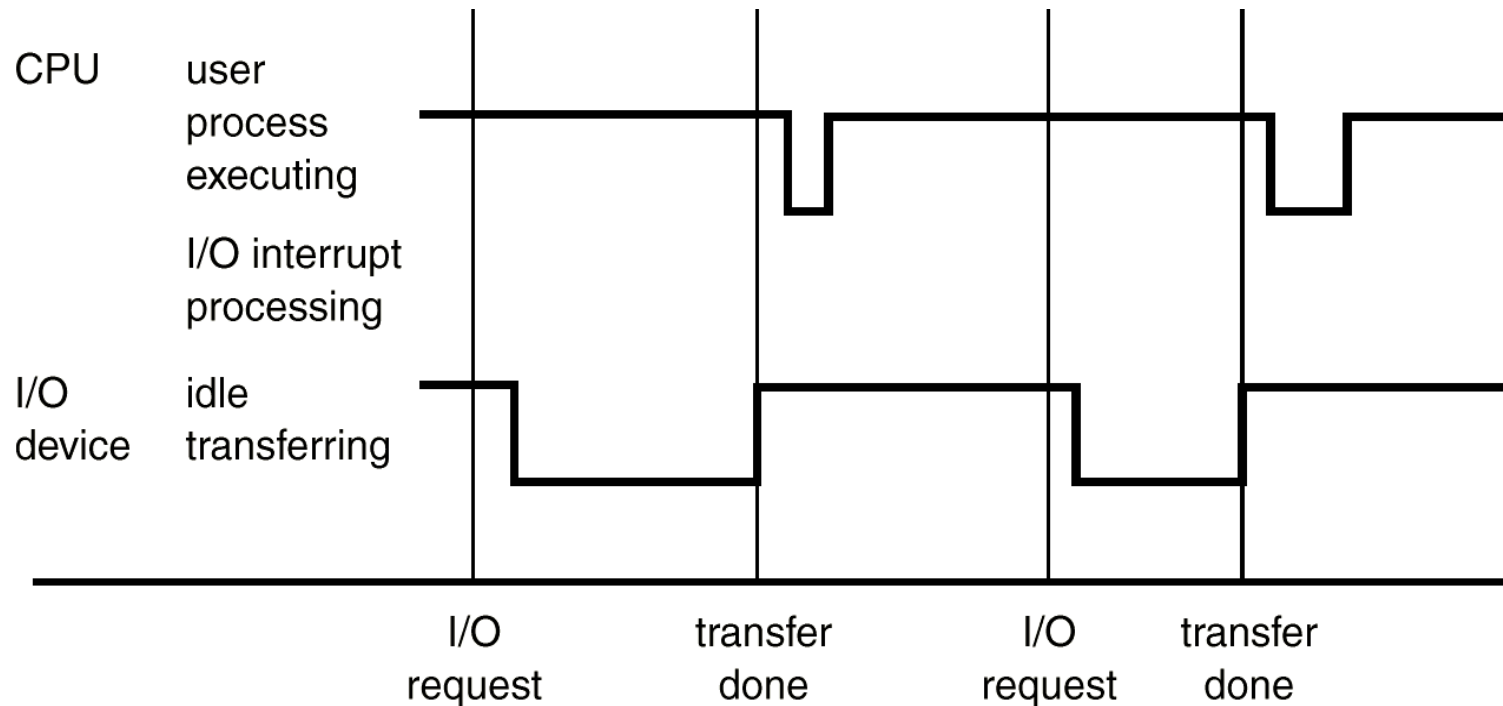 CPU user
process
executing
I/O interrupt
processing
I/O idle
device transferring
I/O transfer I/O transfer
request done request done